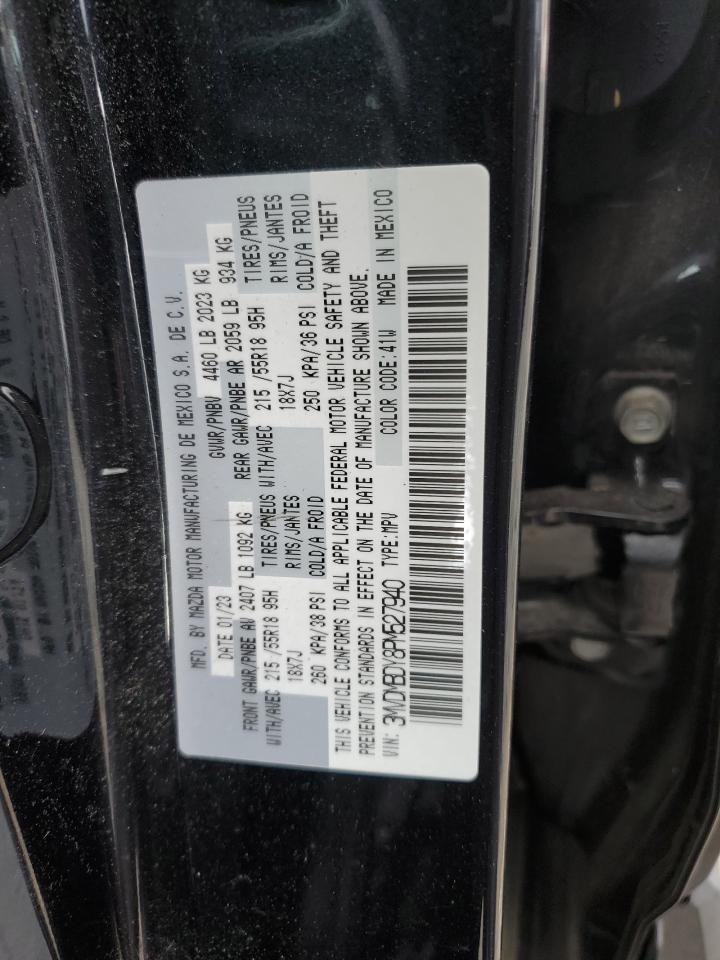 MFD. BY MAZDA MOTOR MANUFACTURING DE MEXICO S.A. DE C.V.
DATE 01/23 GVWR/PNBV 4460 LB 2023 KG
FRONT GAWR/PNBE AV 2407 LB 1092 KG REAR GAWR/PNBE AR 2059 LB 934 KG
WITH/AVEC 215 /55R18 95H TIRES/PNEUS WITH/AVEC 215 /55R18 95H TIRES/PNEUS
18X7J RIMS/JANTES 18X7J RIMS/JANTES
260 KPA/38 PSI COLD/A FROID 250 KPA/36 PSI COLD/A FROID
THIS VEHICLE CONFORMS TO ALL APPLICABLE FEDERAL MOTOR VEHICLE SAFETY AND THEFT
PREVENTION STANDARDS IN EFFECT ON THE DATE OF MANUFACTURE SHOWN ABOVE.
VIN: 3MVDMBDY8PM527940 TYPE:MPV COLOR CODE:41W MADE IN MEXICO